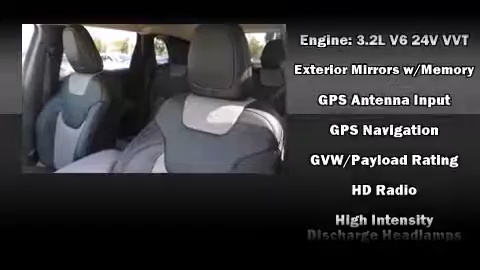 Engine: 3.2L V6 24V VVT
Exterior Mirrors w/Memory
GPS Antenna Input
GPS Navigation
GVW/Payload Rating
HD Radio
High Intensity
Discharge Headlamps